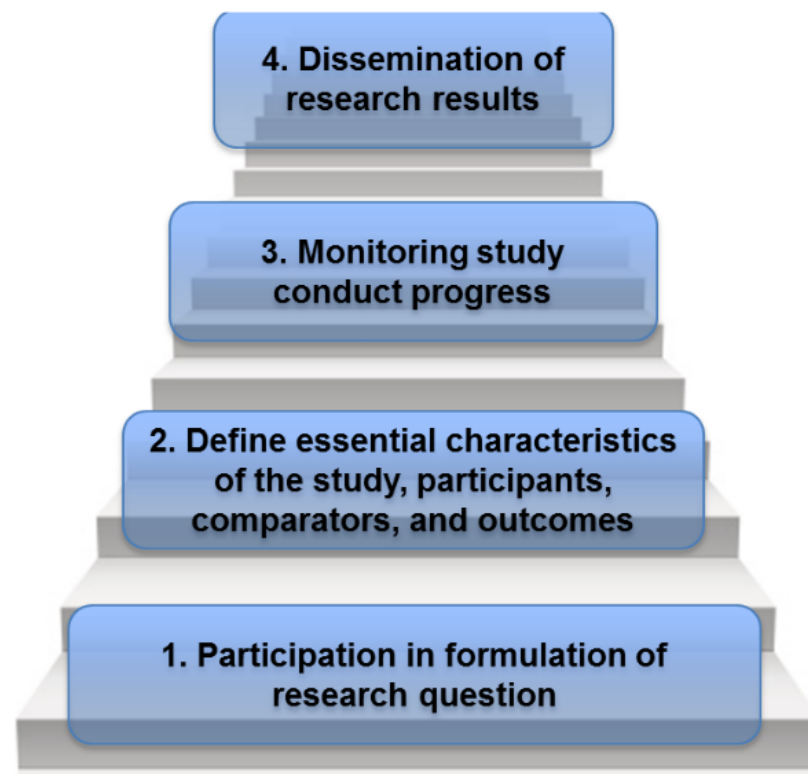 4. Dissemination of
research results
3. Monitoring study
conduct progress
2. Define essential characteristics
of the study, participants,
comparators, and outcomes
1. Participation in formulation of
research question